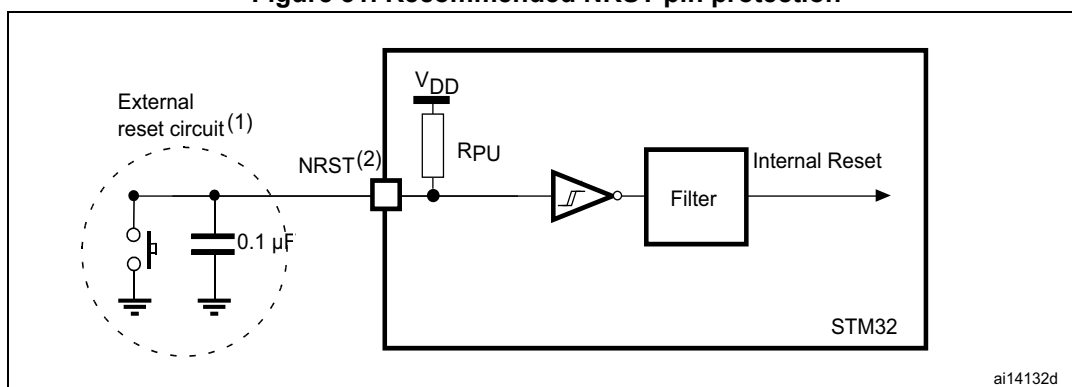 Figure Recommended NRST pin protection
External
reset circuit(1)
VDD
RPU
NRST(2)
Filter
Internal Reset
0.1 µF
STM32
ai14132d